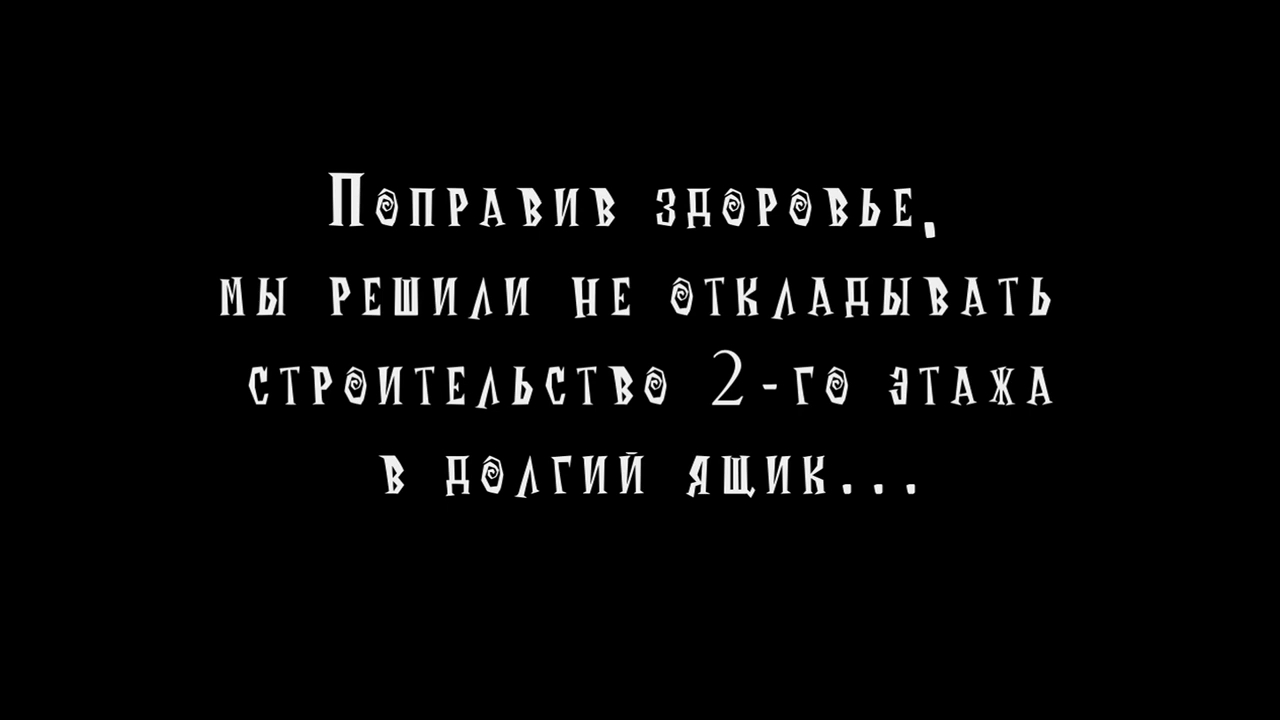 Поправив здоровье,
мы решили не откладывать
строительство 2-го этажа
в долгий ящик...